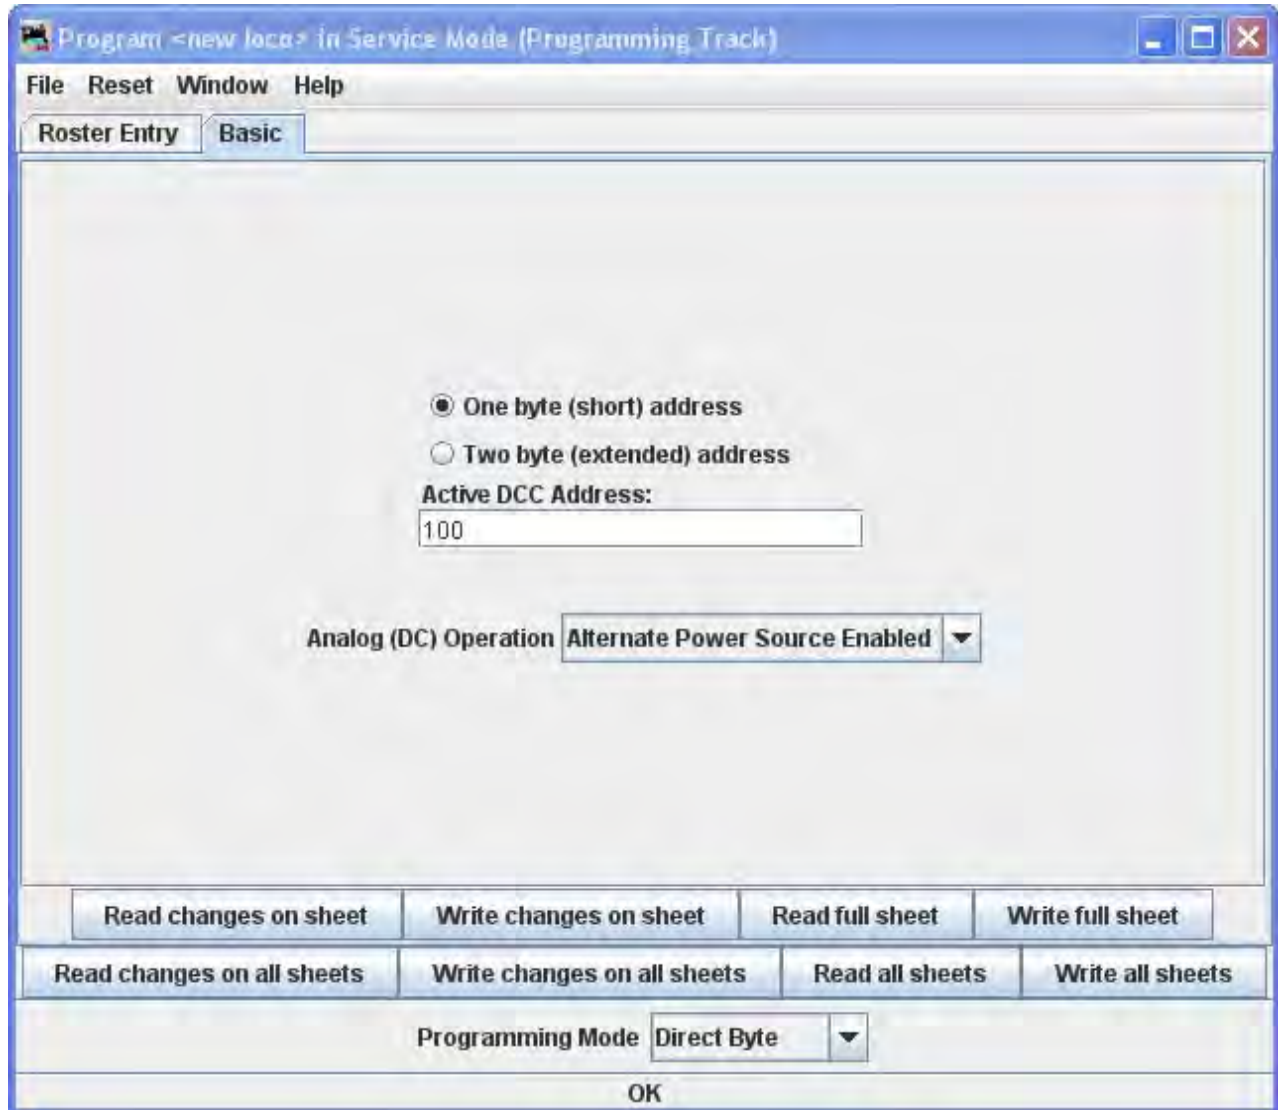 Program <new loco> in Service Mode (Programming Track)
File Reset Window Help
Roster Entry Basic
One byte (short) address
Two byte (extended) address
Active DCC Address:
100
Analog (DC) Operation Alternate Power Source Enabled
Read changes on sheet Write changes on sheet Read full sheet Write full sheet
Read changes on all sheets Write changes on all sheets Read all sheets Write all sheets
Programming Mode Direct Byte
OK